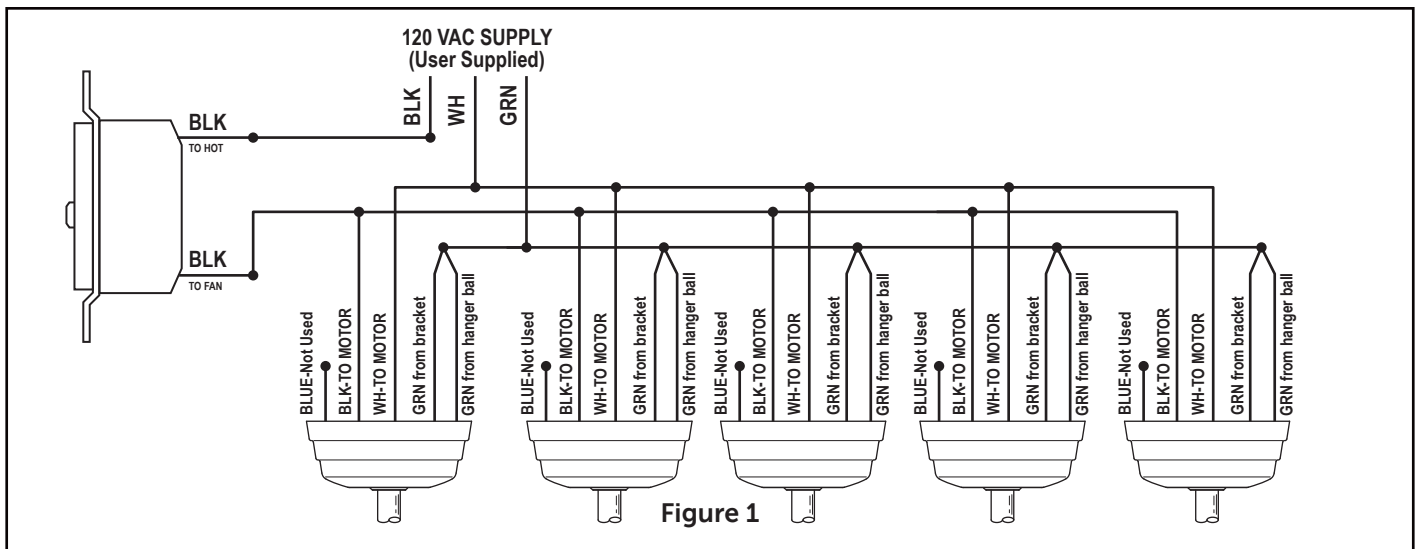 120 VAC SUPPLY
(User Supplied)
BLK
WH
GRN
BLK
TO HOT
BLK
TO FAN
BLUE-Not Used
BLK-TO MOTOR
WH-TO MOTOR
GRN from bracket
GRN from hanger ball
BLUE-Not Used
BLK-TO MOTOR
WH-TO MOTOR
GRN from bracket
GRN from hanger ball
BLUE-Not Used
BLK-TO MOTOR
WH-TO MOTOR
GRN from bracket
GRN from hanger ball
BLUE-Not Used
BLK-TO MOTOR
WH-TO MOTOR
GRN from bracket
GRN from hanger ball
BLUE-Not Used
BLK-TO MOTOR
WH-TO MOTOR
GRN from bracket
GRN from hanger ball
Figure 1